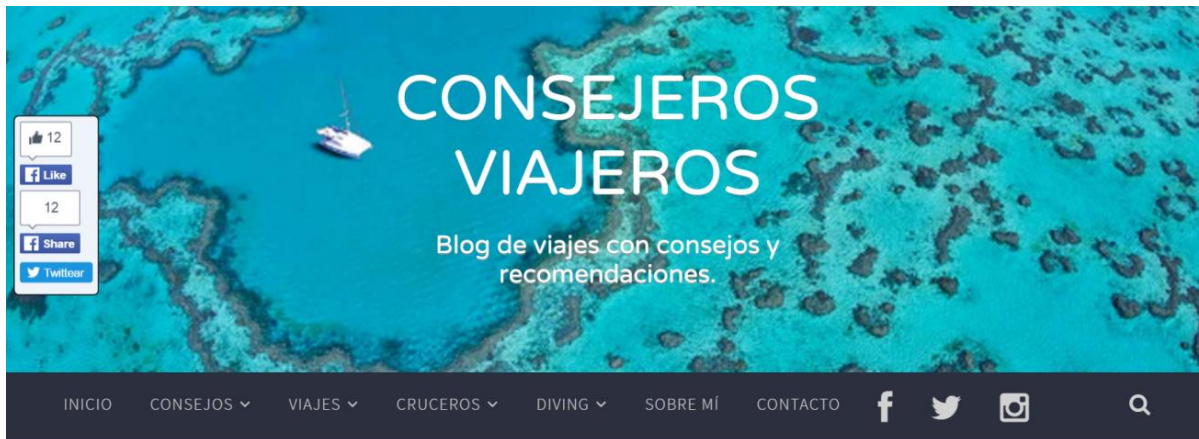 CONSEJEROS
VIAJEROS
Blog de viajes con consejos y
recomendaciones.
12
Like
12
Share
Twittear
INICIO CONSEJOS VIAJES CRUCEROS DIVING SOBRE MÍ CONTACTO